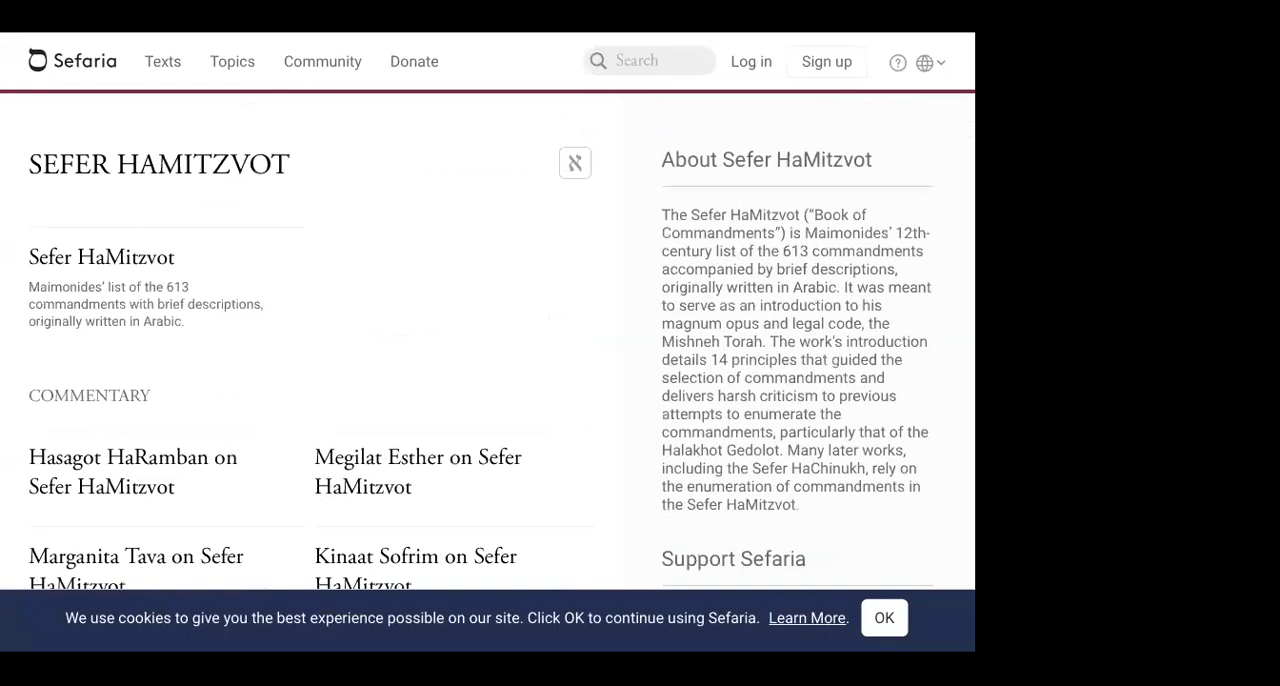 Sefaria Texts Topics Community Donate Search Log in Sign up
SEFER HAMITZVOT
א
Sefer HaMitzvot
Maimonides’ list of the 613
commandments with brief descriptions,
originally written in Arabic.
COMMENTARY
Hasagot HaRamban on
Sefer HaMitzvot
Megilat Esther on Sefer
HaMitzvot
Marganita Tava on Sefer
HaMitzvot
Kinaat Sofrim on Sefer
HaMitzvot
About Sefer HaMitzvot
The Sefer HaMitzvot (“Book of
Commandments”) is Maimonides’ 12th-
century list of the 613 commandments
accompanied by brief descriptions,
originally written in Arabic. It was meant
to serve as an introduction to his
magnum opus and legal code, the
Mishneh Torah. The work's introduction
details 14 principles that guided the
selection of commandments and
delivers harsh criticism to previous
attempts to enumerate the
commandments, particularly that of the
Halakhot Gedolot. Many later works,
including the Sefer HaChinukh, rely on
the enumeration of commandments in
the Sefer HaMitzvot.
Support Sefaria
We use cookies to give you the best experience possible on our site. Click OK to continue using Sefaria. Learn More. OK